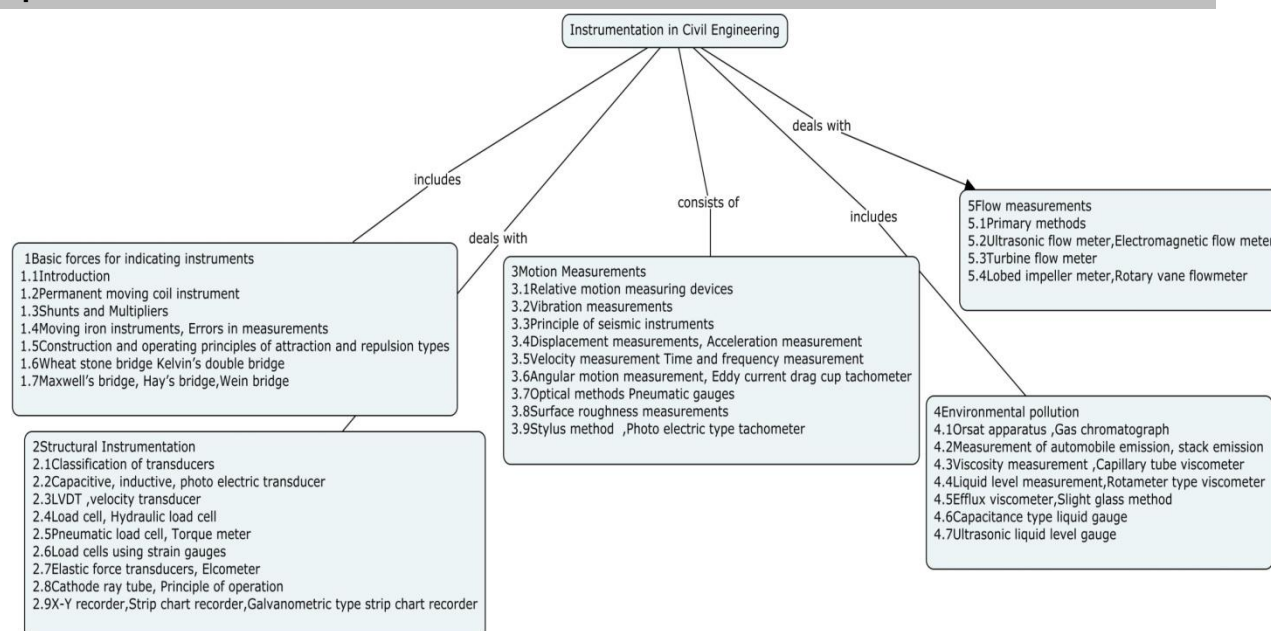 Instrumentation in Civil Engineering
includes
deals with
consists of
includes
deals with
1Basic forces for indicating instruments
1.1Introduction
1.2Permanent moving coil instrument
1.3Shunts and Multipliers
1.4Moving iron instruments, Errors in measurements
1.5Construction and operating principles of attraction and repulsion types
1.6Wheat stone bridge Kelvin's double bridge
1.7Maxwell's bridge, Hay's bridge,Wein bridge
2Structural Instrumentation
2.1Classification of transducers
2.2Capacitive, inductive, photo electric transducer
2.3LVDT ,velocity transducer
2.4Load cell, Hydraulic load cell
2.5Pneumatic load cell, Torque meter
2.6Load cells using strain gauges
2.7Elastic force transducers, Elcometer
2.8Cathode ray tube, Principle of operation
2.9X-Y recorder,Strip chart recorder,Galvanometric type strip chart recorder
3Motion Measurements
3.1Relative motion measuring devices
3.2Vibration measurements
3.3Principle of seismic instruments
3.4Displacement measurements, Acceleration measurement
3.5Velocity measurement Time and frequency measurement
3.6Angular motion measurement, Eddy current drag cup tachometer
3.7Optical methods Pneumatic gauges
3.8Surface roughness measurements
3.9Stylus method ,Photo electric type tachometer
4Environmental pollution
4.1Orsat apparatus ,Gas chromatograph
4.2Measurement of automobile emission, stack emission
4.3Viscosity measurement ,Capillary tube viscometer
4.4Liquid level measurement,Rotameter type viscometer
4.5Efflux viscometer,Slight glass method
4.6Capacitance type liquid gauge
4.7Ultrasonic liquid level gauge
5Flow measurements
5.1Primary methods
5.2Ultrasonic flow meter,Electromagnetic flow meter
5.3Turbine flow meter
5.4Lobed impeller meter,Rotary vane flowmeter